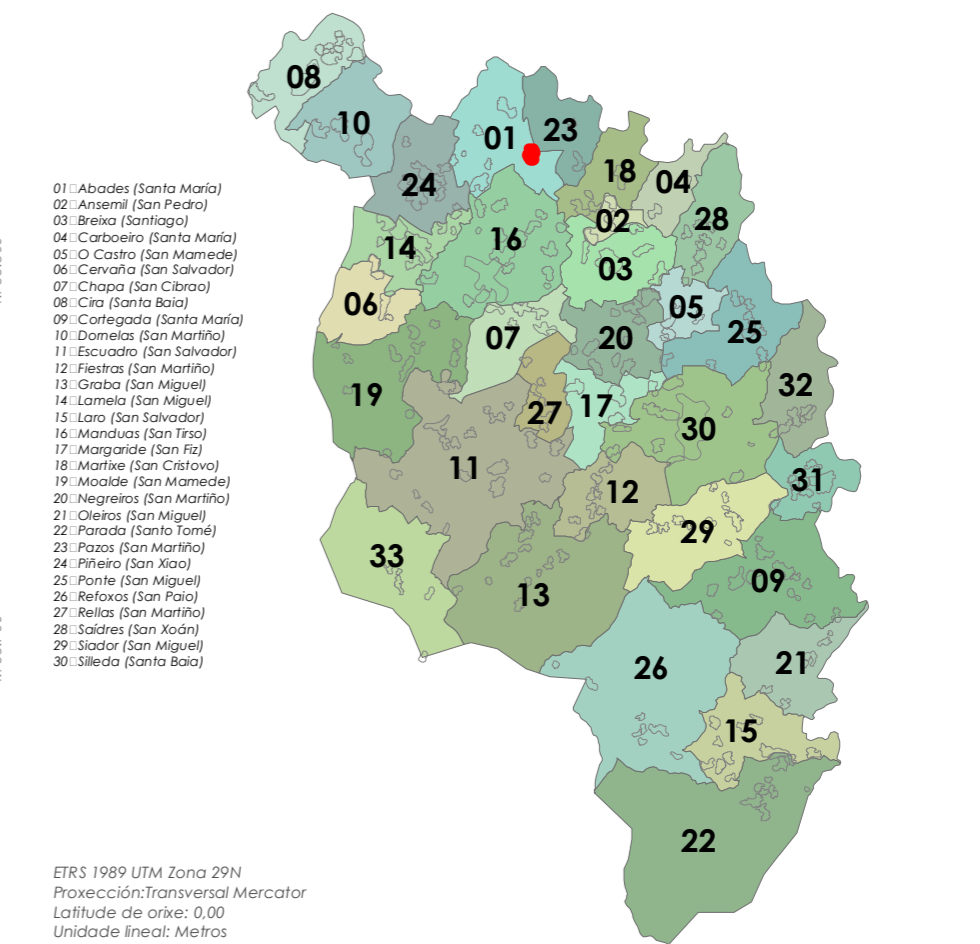 08
10
01
23
24
18
04
02
28
14
16
03
06
05
07
20
25
19
27
17
32
30
11
12
31
29
33
13
09
26
21
15
22
01 Abades (Santa María)
02 Ansemil (San Pedro)
03 Breixa (Santiago)
04 Carboeiro (Santa María)
05 O Castro (San Mamede)
06 Cervaña (San Salvador)
07 Chapa (San Cibrao)
08 Cira (Santa Baia)
09 Cortegada (Santa María)
10 Dornelas (San Martiño)
11 Escuadro (San Salvador)
12 Fiestras (San Martiño)
13 Graba (San Miguel)
14 Lamela (San Miguel)
15 Laro (San Salvador)
16 Manduas (San Tirso)
17 Margaride (San Fiz)
18 Martixe (San Cristovo)
19 Moalde (San Mamede)
20 Negreiros (San Martiño)
21 Oleiros (San Miguel)
22 Parada (Santo Tomé)
23 Pazos (San Martiño)
24 Piñeiro (San Xiao)
25 Ponte (San Miguel)
26 Refoxos (San Paio)
27 Rellas (San Martiño)
28 Saídres (San Xoán)
29 Siador (San Miguel)
30 Silleda (Santa Baia)
ETRS 1989 UTM Zona 29N
Proxección:Transversal Mercator
Latitude de orixe: 0,00
Unidade lineal: Metros